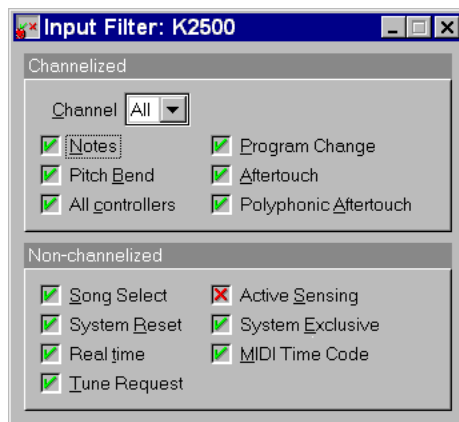 Input Filter: K2500
Channelized
Channel All
Notes Program Change
Pitch Bend Aftertouch
All controllers Polyphonic Aftertouch
Non-channelized
Song Select Active Sensing
System Reset System Exclusive
Real time MIDI Time Code
Tune Request